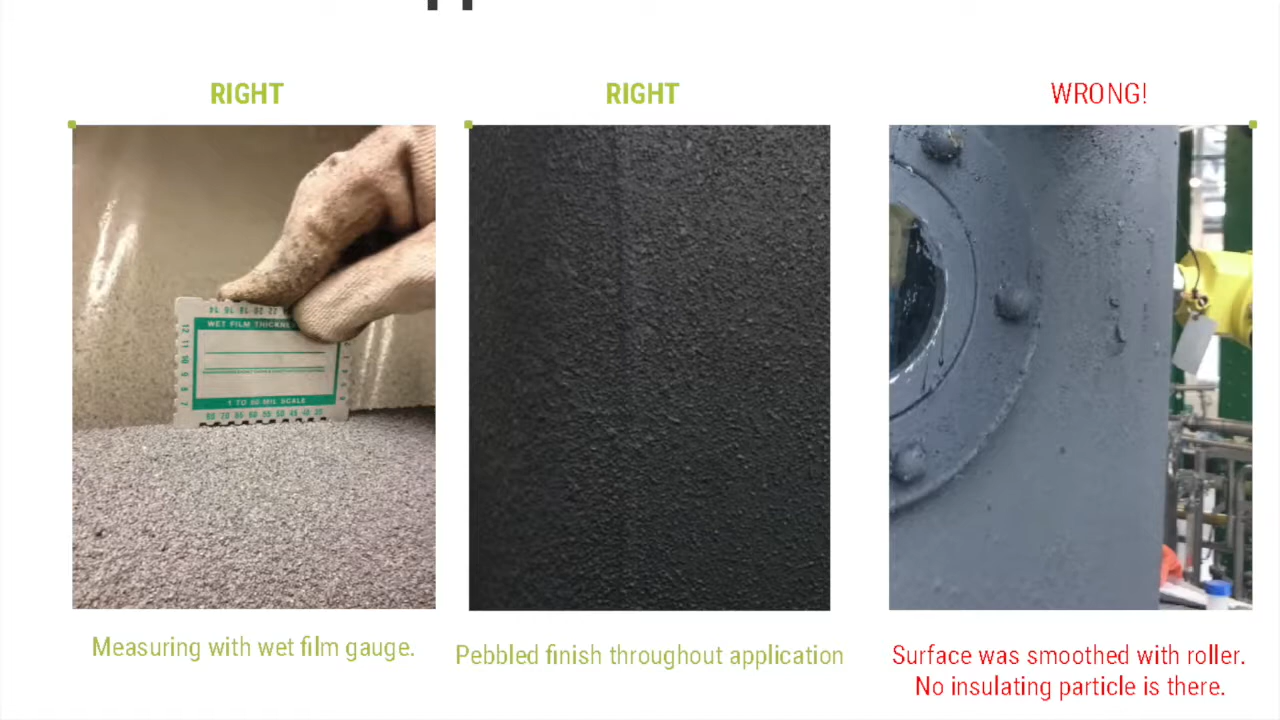 RIGHT
RIGHT
WRONG!
WET FILM THICKNE
1 TO 80 MIL SCALE
Measuring with wet film gauge.
Pebbled finish throughout application
Surface was smoothed with roller.
No insulating particle is there.